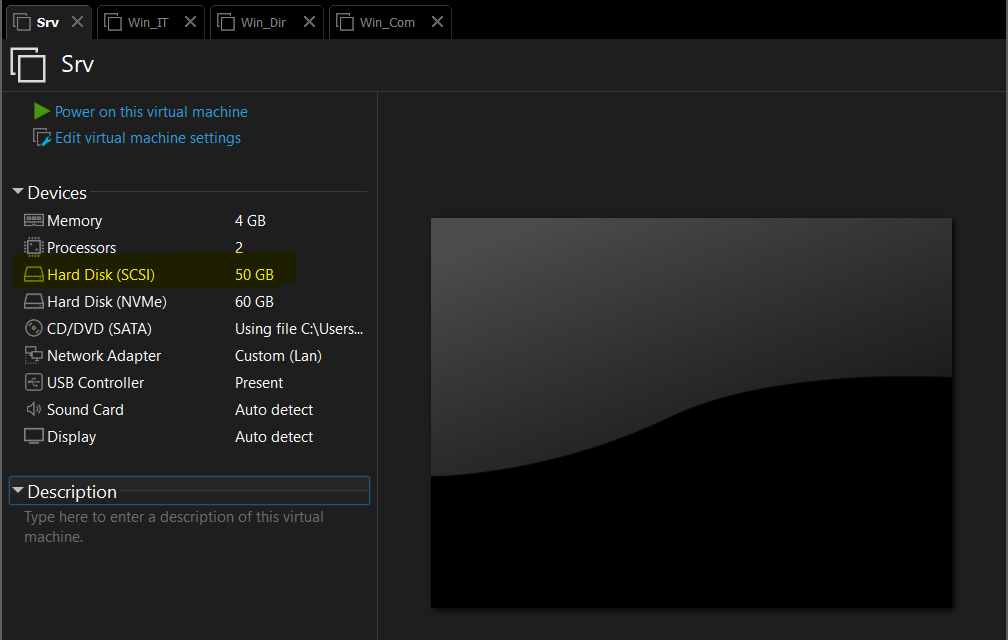 Srv Win_IT Win_Dir Win_Com
Srv
Power on this virtual machine
Edit virtual machine settings
Devices
Memory 4 GB
Processors 2
Hard Disk (SCSI) 50 GB
Hard Disk (NVMe) 60 GB
CD/DVD (SATA) Using file C:\Users...
Network Adapter Custom (Lan)
USB Controller Present
Sound Card Auto detect
Display Auto detect
Description
Type here to enter a description of this virtual
machine.